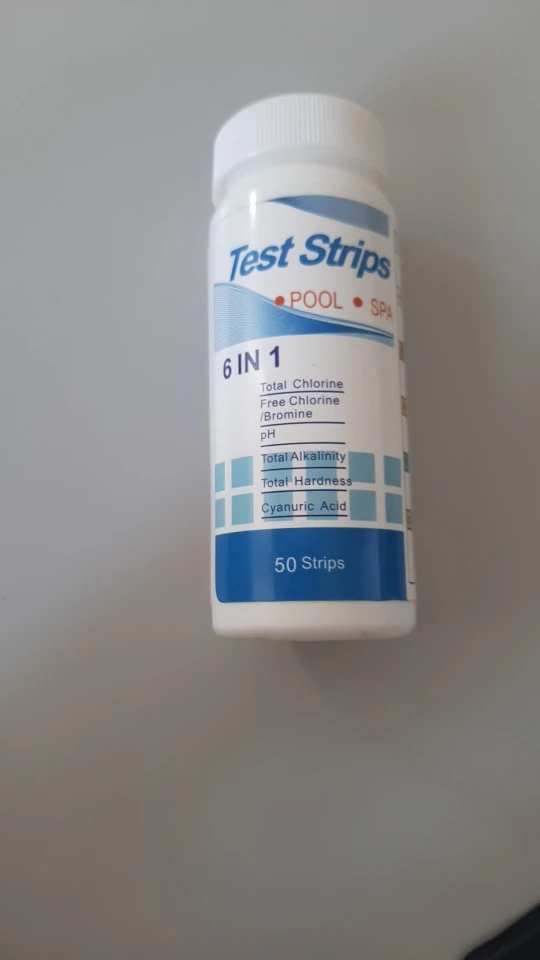 Test Strips
• POOL • SPA
6 IN 1
Total Chlorine
Free Chlorine
/Bromine
pH
Total Alkalinity
Total Hardness
Cyanuric Acid
50 Strips